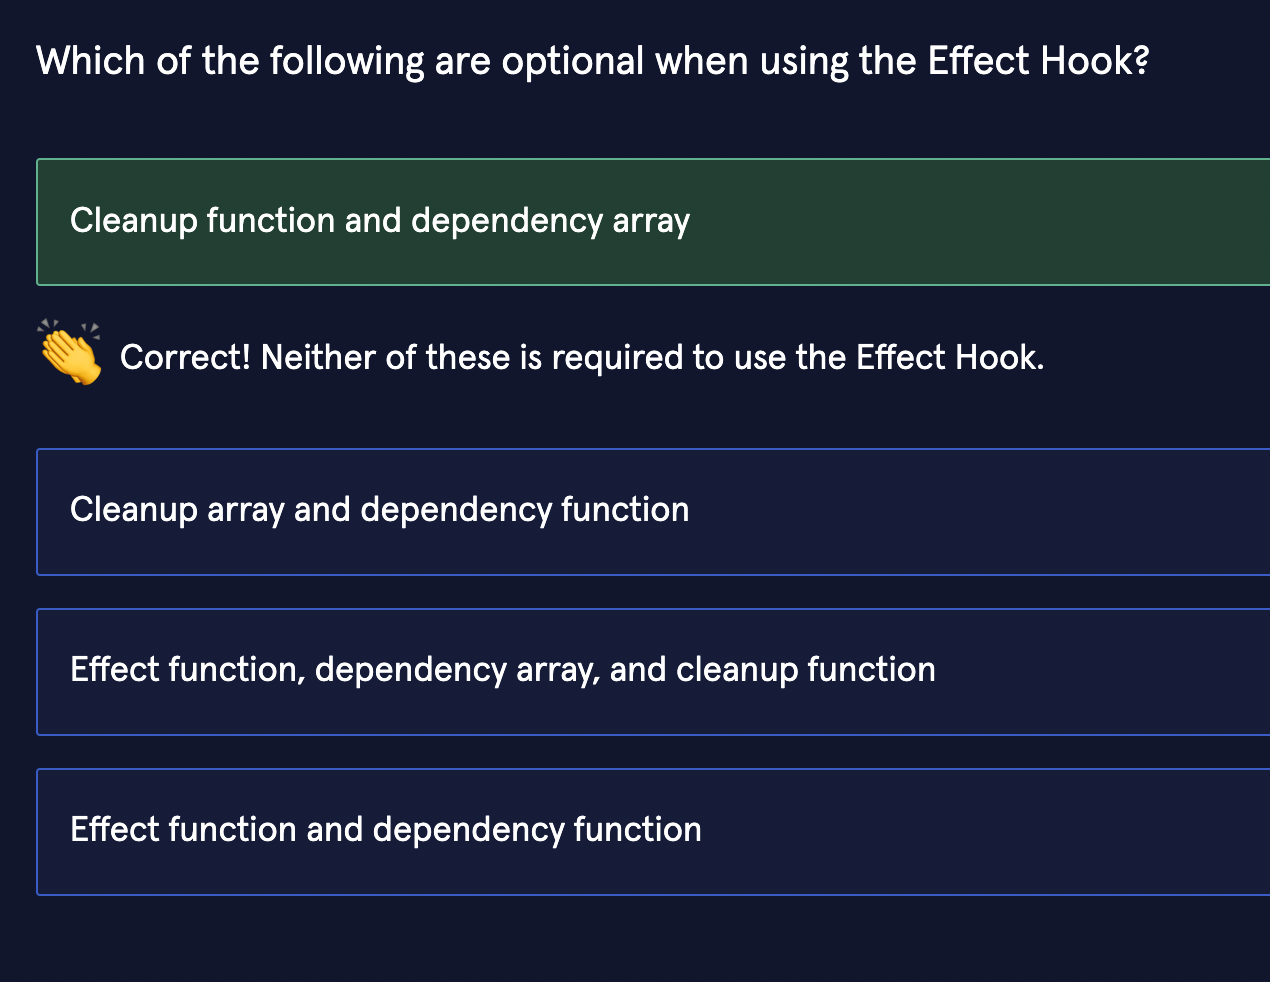 Which of the following are optional when using the Effect Hook?
Cleanup function and dependency array
Correct! Neither of these is required to use the Effect Hook.
Cleanup array and dependency function
Effect function, dependency array, and cleanup function
Effect function and dependency function